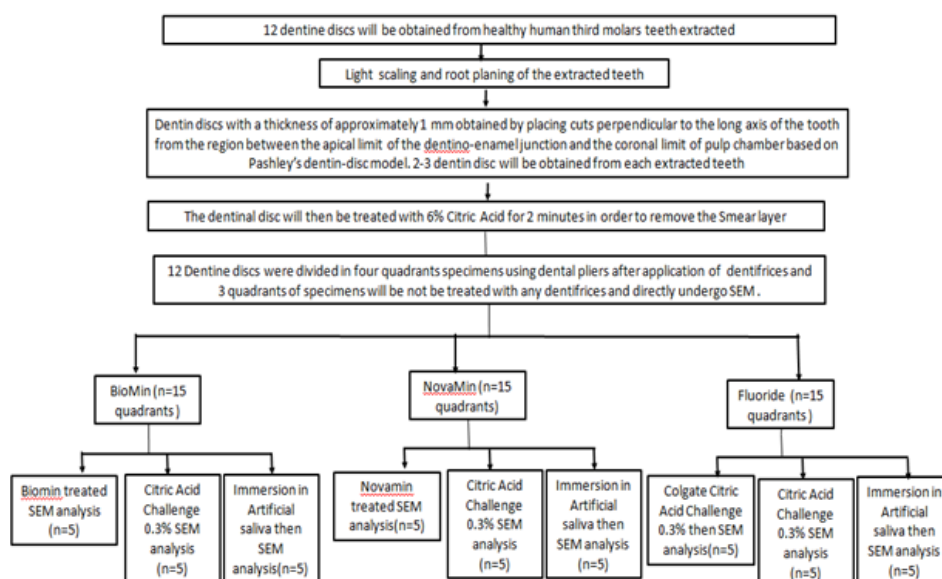 12 dentine discs will be obtained from healthy human third molars teeth extracted
Light scaling and root planing of the extracted teeth
Dentin discs with a thickness of approximately 1 mm obtained by placing cuts perpendicular to the long axis of the tooth
from the region between the apical limit of the dentino-enamel junction and the coronal limit of pulp chamber based on
Pashley's dentin-disc model. 2-3 dentin disc will be obtained from each extracted teeth
The dentinal disc will then be treated with 6% Citric Acid for 2 minutes in order to remove the Smear layer
12 Dentine discs were divided in four quadrants specimens using dental pliers after application of dentifrices and
3 quadrants of specimens will be not be treated with any dentifrices and directly undergo SEM .
BioMin (n=15
quadrants )
NovaMin (n=15
quadrants)
Fluoride (n=15
quadrants )
Biomin treated
SEM analysis
(n=5)
Citric Acid
Challenge
0.3% SEM
analysis
(n=5)
Immersion in
Artificial
saliva then
SEM
analysis(n=5)
Novamin
treated SEM
analysis(n=5)
Citric Acid
Challenge
0.3% SEM
analysis
(n=5)
Immersion in
Artificial
saliva then
SEM analysis
(n=5)
Colgate Citric
Acid Challenge
0.3% then SEM
analysis(n=5)
Citric Acid
Challenge
0.3% SEM
analysis
(n=5)
Immersion in
Artificial
saliva then
SEM analysis
(n=5)